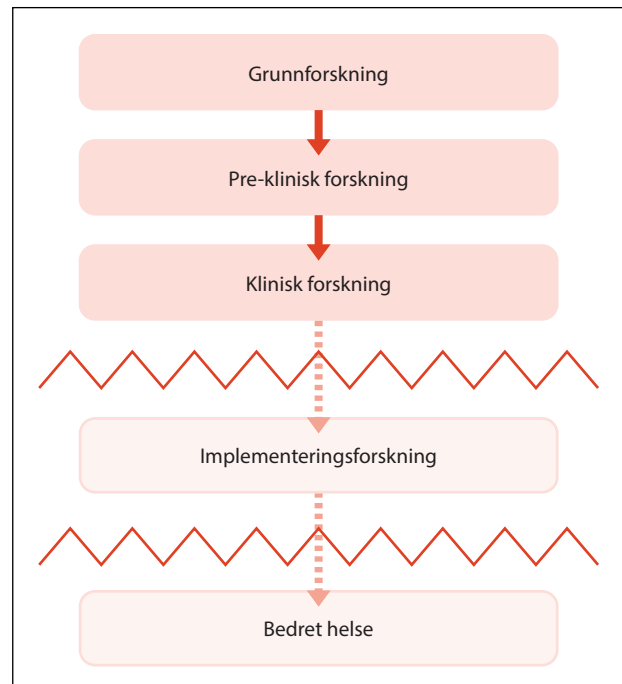 Grunnforskning
Pre-klinisk forskning
Klinisk forskning
Implementeringsforskning
Bedret helse